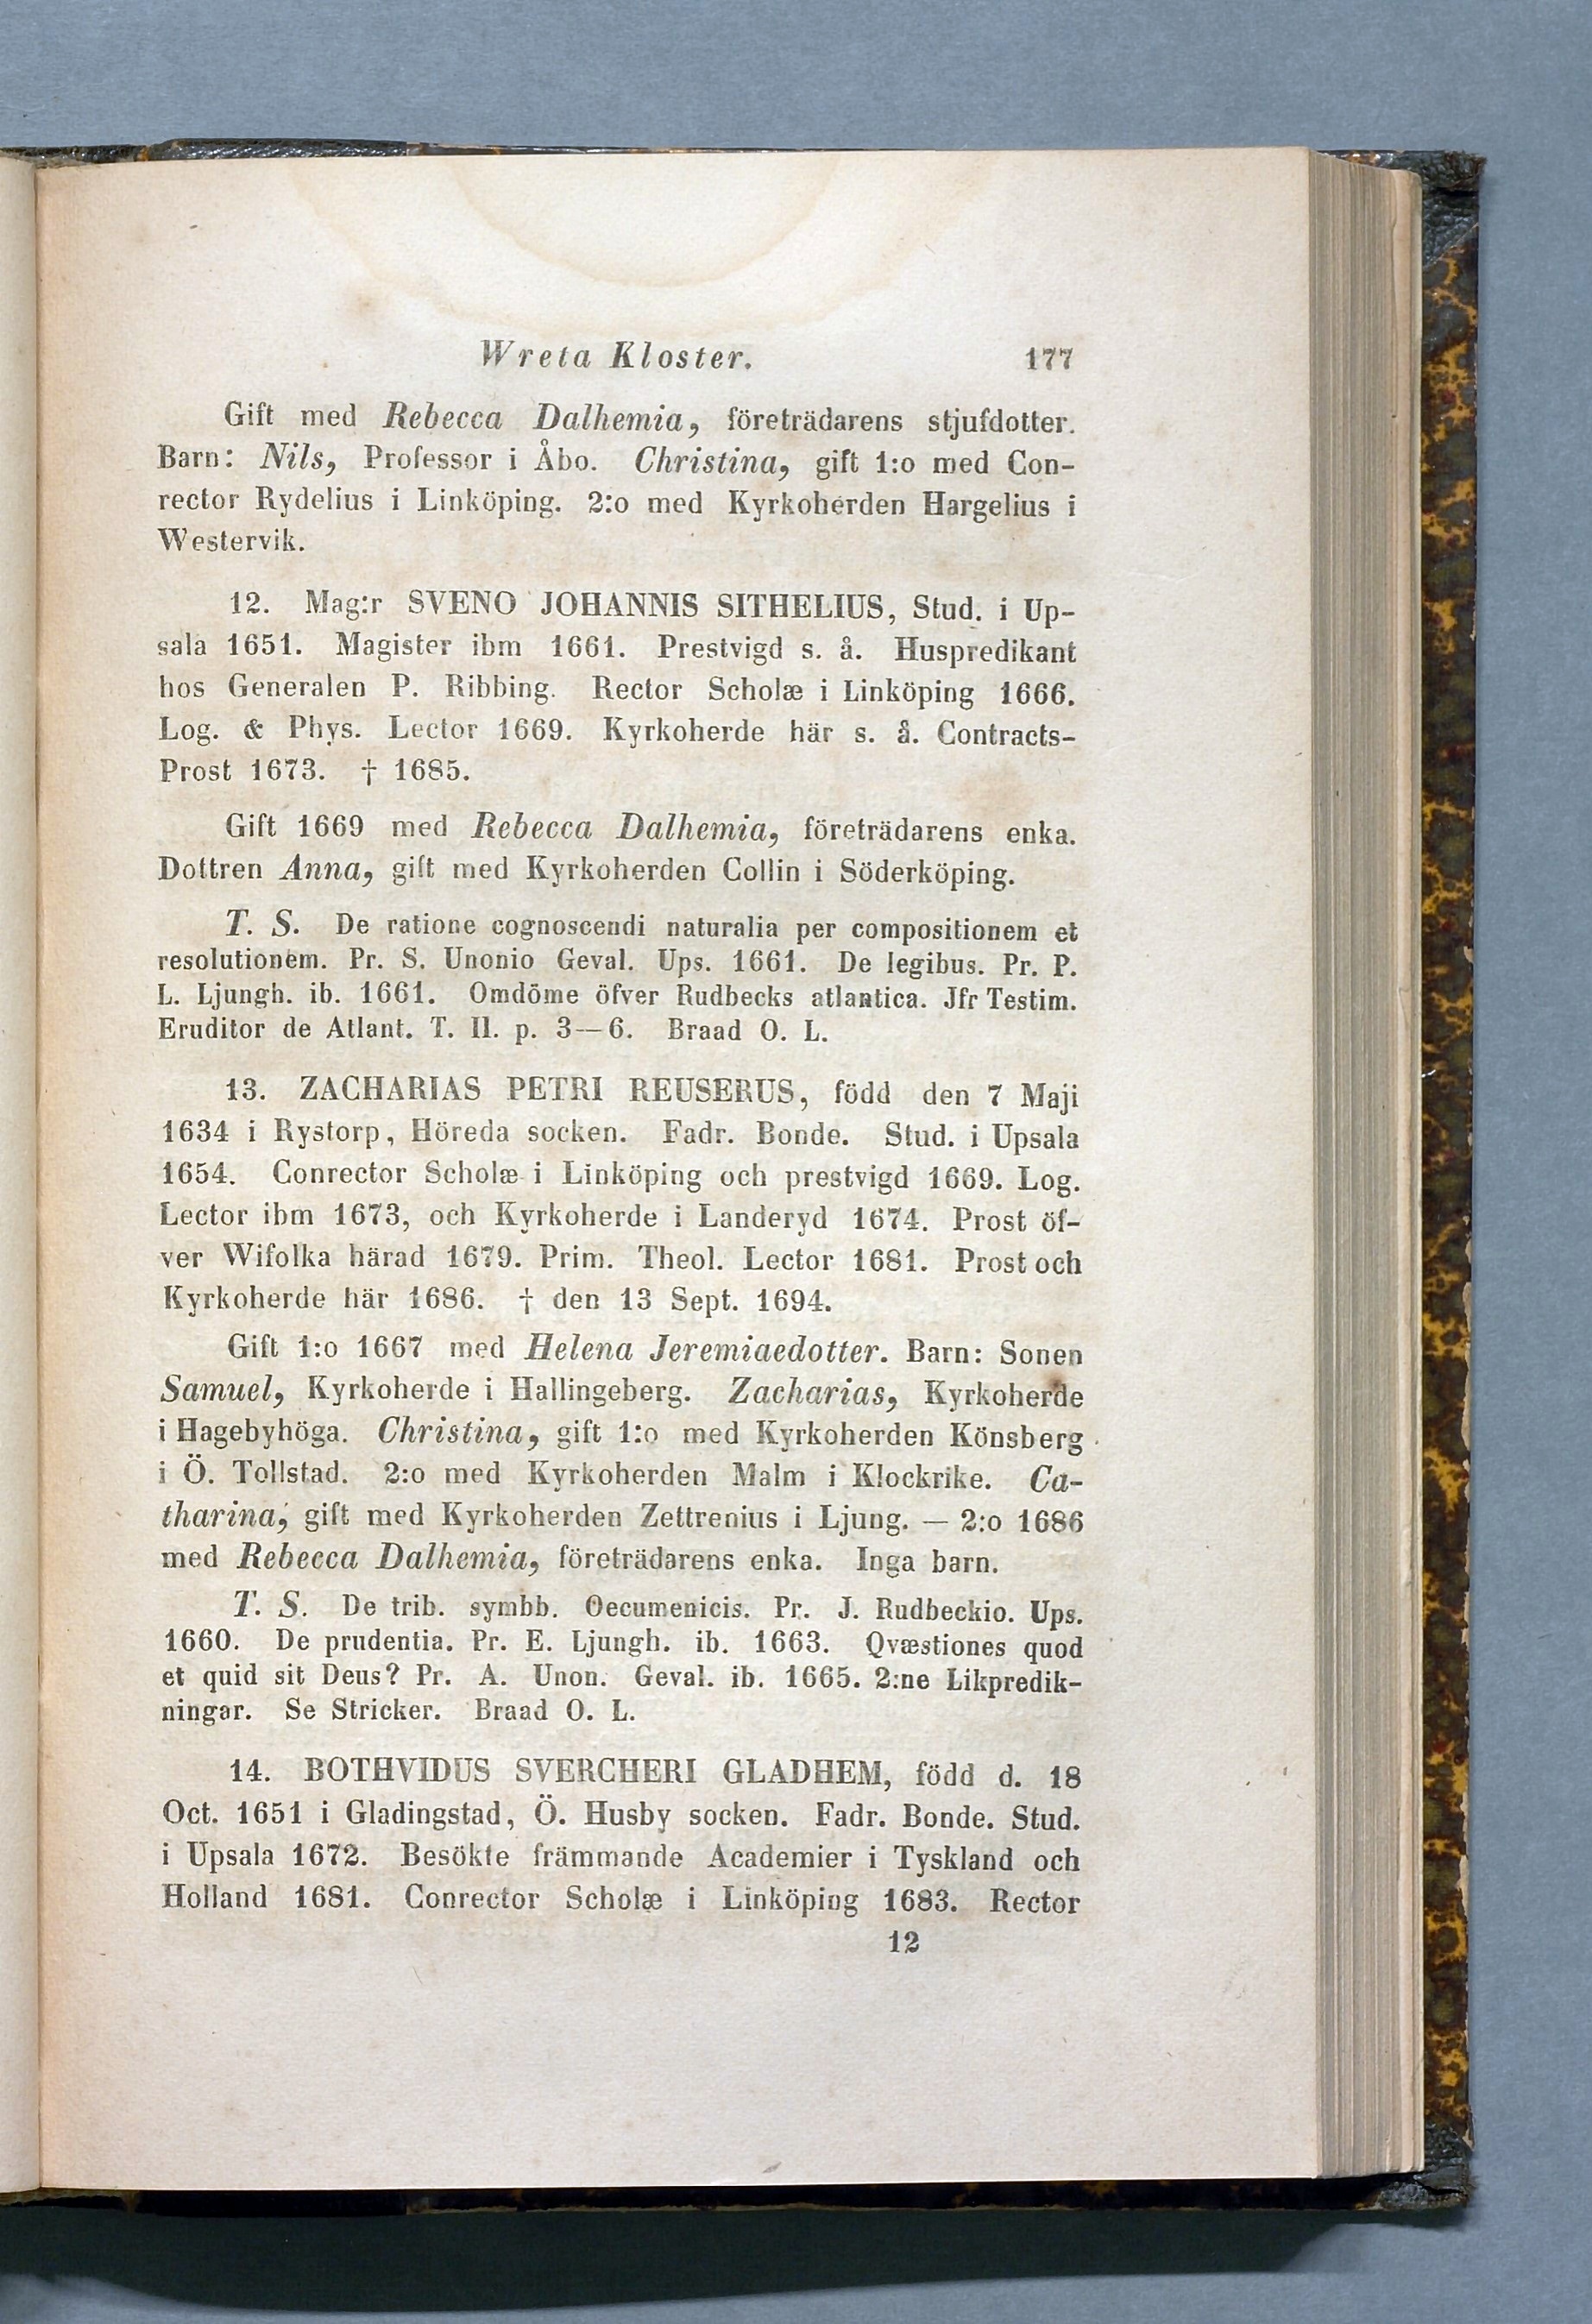 Wreta Kloster. 177
Gift med Rebecca Dalhemia, företrädarens stjufdotter.
Barn: Nils, Professor i Åbo. Christina, gift 1:o med Con-
rector Rydelius i Linköping. 2:o med Kyrkoherden Hargelius i
Westervik.
12. Mag:r SVENO JOHANNIS SITHELIUS, Stud. i Up-
sala 1651. Magister ibm 1661. Prestvigd s. å. Huspredikant
hos Generalen P. Ribbing. Rector Scholæ i Linköping 1666.
Log. & Phys. Lector 1669. Kyrkoherde här s. å. Contracts-
Prost 1673. † 1685.
Gift 1669 med Rebecca Dalhemia, företrädarens enka.
Dottren Anna, gift med Kyrkoherden Collin i Söderköping.
T. S. De ratione cognoscendi naturalia per compositionem et
resolutionem. Pr. S. Unonio Geval. Ups. 1661. De legibus. Pr. P.
L. Ljungh. ib. 1661. Omdöme öfver Rudbecks atlantica. Jfr Testim.
Eruditor de Atlant. T. II. p. 3—6. Braad O. L.
13. ZACHARIAS PETRI REUSERUS, född den 7 Maji
1634 i Rystorp, Höreda socken. Fadr. Bonde. Stud. i Upsala
1654. Conrector Scholæ i Linköping och prestvigd 1669. Log.
Lector ibm 1673, och Kyrkoherde i Landeryd 1674. Prost öf-
ver Wifolka härad 1679. Prim. Theol. Lector 1681. Prost och
Kyrkoherde här 1686. † den 13 Sept. 1694.
Gift 1:o 1667 med Helena Jeremiaedotter. Barn: Sonen
Samuel, Kyrkoherde i Hallingeberg. Zacharias, Kyrkoherde
i Hagebyhöga. Christina, gift 1:o med Kyrkoherden Könsberg
i Ö. Tollstad. 2:o med Kyrkoherden Malm i Klockrike. Ca-
tharina, gift med Kyrkoherden Zettrenius i Ljung. — 2:o 1686
med Rebecca Dalhemia, företrädarens enka. Inga barn.
T. S. De trib. symbb. Oecumenicis. Pr. J. Rudbeckio. Ups.
1660. De prudentia. Pr. E. Ljungh. ib. 1663. Qvæstiones quod
et quid sit Deus? Pr. A. Unon. Geval. ib. 1665. 2:ne Likpredik-
ningar. Se Stricker. Braad O. L.
14. BOTHVIDUS SVERCHERI GLADHEM, född d. 18
Oct. 1651 i Gladingstad, Ö. Husby socken. Fadr. Bonde. Stud.
i Upsala 1672. Besökte främmande Academier i Tyskland och
Holland 1681. Conrector Scholæ i Linköping 1683. Rector
12